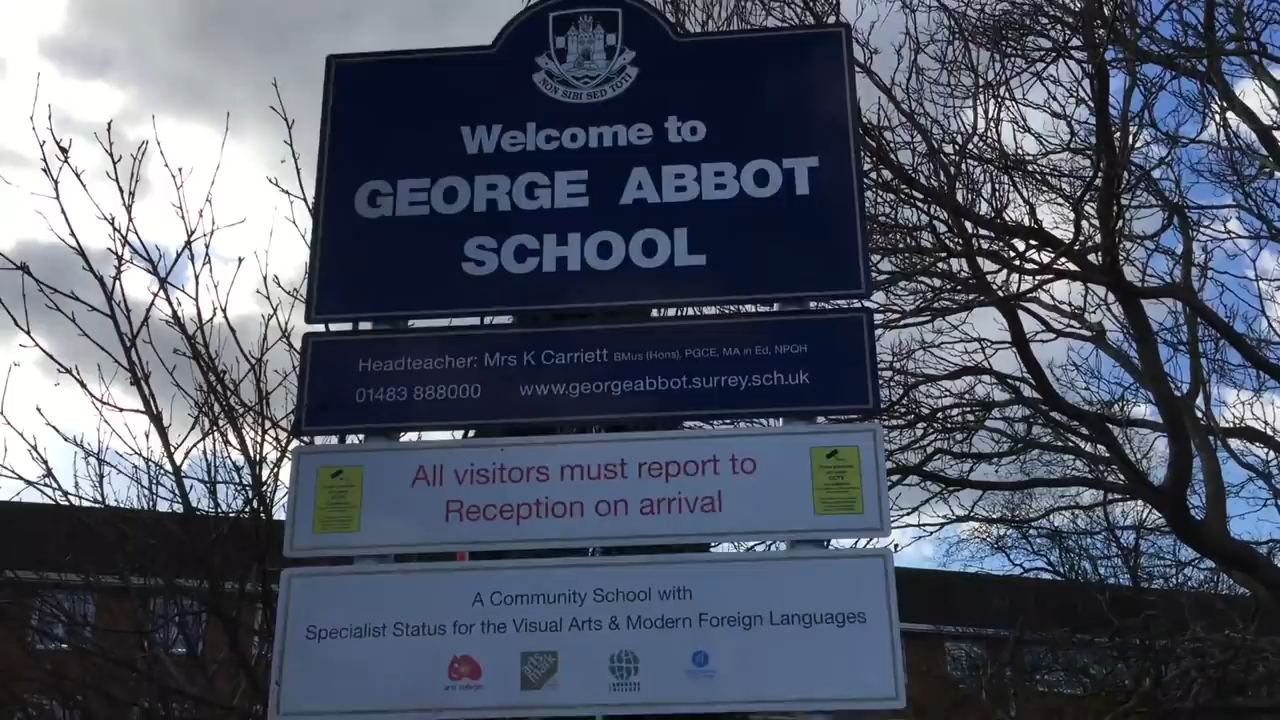 NON SIBI SED TOTI
Welcome to
GEORGE ABBOT
SCHOOL
Headteacher: Mrs K Carriett BMus (Hons), PGCE, MA in Ed, NPQH
01483 888000 www.georgeabbot.surrey.sch.uk
All visitors must report to
Reception on arrival
CCTV
A Community School with
Specialist Status for the Visual Arts & Modern Foreign Languages
arts colleges